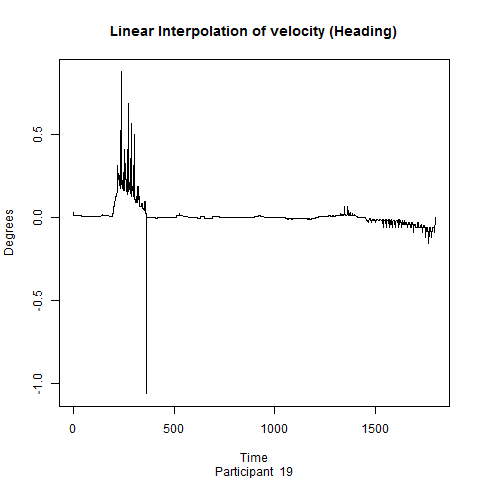 Linear Interpolation of velocity (Heading)
Degrees
0.5
0.0
-0.5
-1.0
0 500 1000 1500
Time
Participant 19